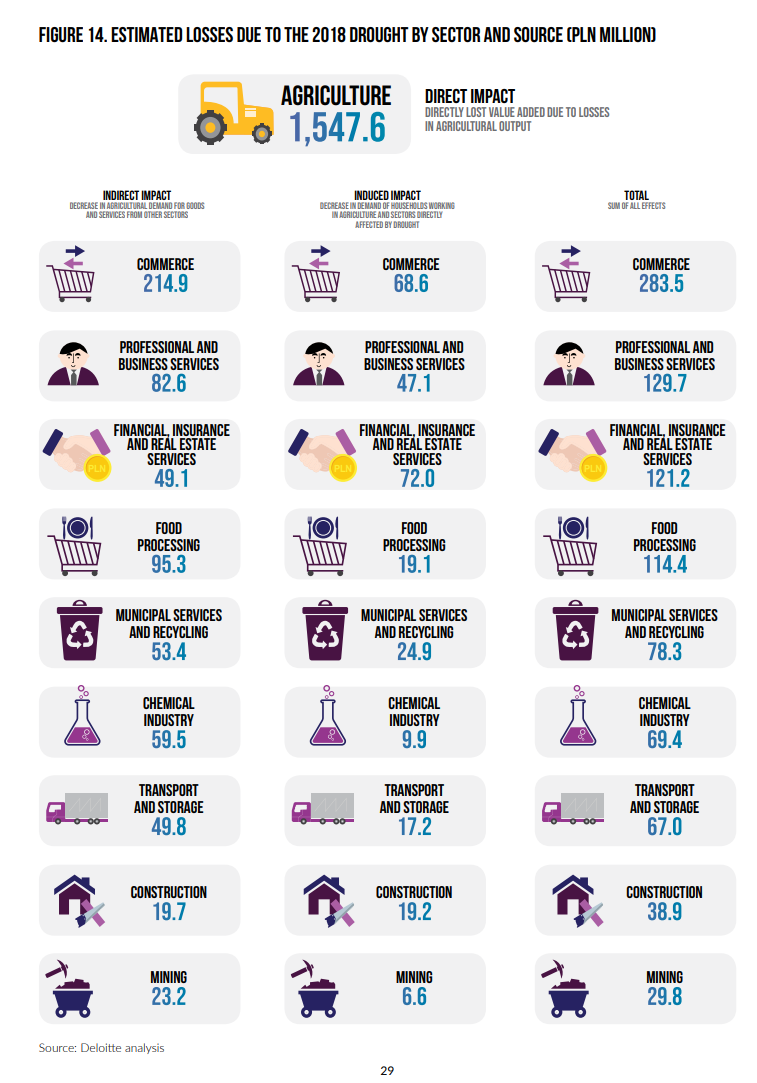 FIGURE 14. ESTIMATED LOSSES DUE TO THE 2018 DROUGHT BY SECTOR AND SOURCE (PLN MILLION)
AGRICULTURE
1,547.6
DIRECT IMPACT
DIRECTLY LOST VALUE ADDED DUE TO LOSSES
IN AGRICULTURAL OUTPUT
INDIRECT IMPACT
DECREASE IN AGRICULTURAL DEMAND FOR GOODS
AND SERVICES FROM OTHER SECTORS
INDUCED IMPACT
DECREASE IN DEMAND OF HOUSEHOLDS WORKING
IN AGRICULTURE AND SECTORS DIRECTLY
AFFECTED BY DROUGHT
TOTAL
SUM OF ALL EFFECTS
COMMERCE
214.9
COMMERCE
68.6
COMMERCE
283.5
PROFESSIONAL AND
BUSINESS SERVICES
82.6
PROFESSIONAL AND
BUSINESS SERVICES
47.1
PROFESSIONAL AND
BUSINESS SERVICES
129.7
FINANCIAL, INSURANCE
AND REAL ESTATE
SERVICES
PLN
49.1
FINANCIAL, INSURANCE
AND REAL ESTATE
SERVICES
PLN
72.0
FINANCIAL, INSURANCE
AND REAL ESTATE
SERVICES
PLN
121.2
FOOD
PROCESSING
95.3
FOOD
PROCESSING
19.1
FOOD
PROCESSING
114.4
MUNICIPAL SERVICES
AND RECYCLING
53.4
MUNICIPAL SERVICES
AND RECYCLING
24.9
MUNICIPAL SERVICES
AND RECYCLING
78.3
CHEMICAL
INDUSTRY
59.5
CHEMICAL
INDUSTRY
9.9
CHEMICAL
INDUSTRY
69.4
TRANSPORT
AND STORAGE
49.8
TRANSPORT
AND STORAGE
17.2
TRANSPORT
AND STORAGE
67.0
CONSTRUCTION
19.7
CONSTRUCTION
19.2
CONSTRUCTION
38.9
MINING
23.2
MINING
6.6
MINING
29.8
Source: Deloitte analysis
29